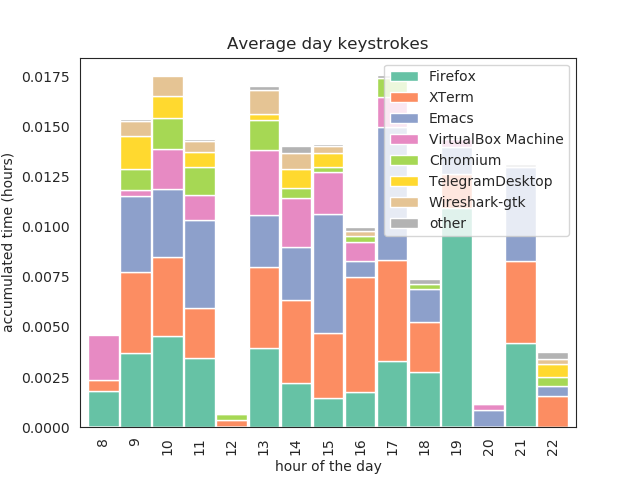 Average day keystrokes
0.0175
0.0150
0.0125
0.0100
0.0075
0.0050
0.0025
0.0000
accumulated time (hours)
Firefox
XTerm
Emacs
VirtualBox Machine
Chromium
TelegramDesktop
Wireshark-gtk
other
8 9 10 11 12 13 14 15 16 17 18 19 20 21 22
hour of the day